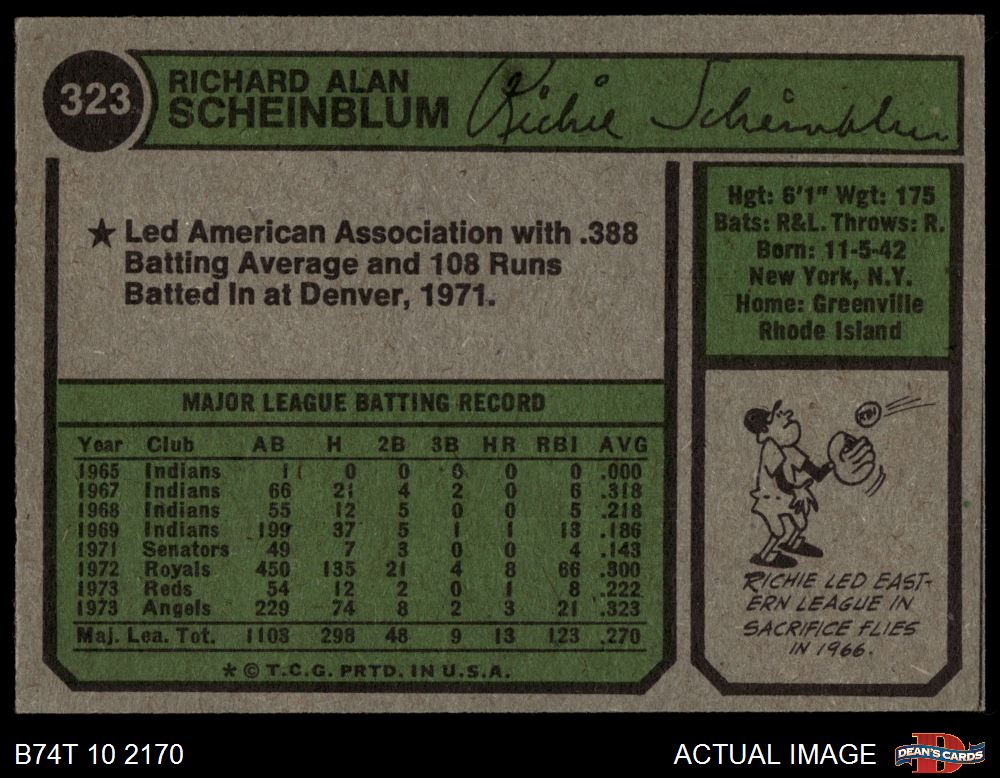 323
RICHARD ALAN
SCHEINBLUM
Richie Scheinblum
★ Led American Association with .388
Batting Average and 108 Runs
Batted In at Denver, 1971.
Hgt: 6'1" Wgt: 175
Bats: R&L. Throws: R.
Born: 11-5-42
New York, N.Y.
Home: Greenville
Rhode Island
MAJOR LEAGUE BATTING RECORD
Year Club AB H 2B 3B HR RBI AVG
1965 Indians 1 0 0 0 0 0 .000
1967 Indians 66 21 4 2 0 6 .318
1968 Indians 55 12 5 0 0 5 .218
1969 Indians 199 37 5 1 1 13 .186
1971 Senators 49 7 3 0 0 4 .143
1972 Royals 450 135 21 4 8 66 .300
1973 Reds 54 12 2 0 1 8 .222
1973 Angels 229 74 8 2 3 21 .323
Maj. Lea. Tot. 1103 298 48 9 13 123 .270
* © T.C.G. PRTD. IN U.S.A.
RBI
RICHIE LED EAST-
ERN LEAGUE IN
SACRIFICE FLIES
IN 1966.
B74T 10 2170
ACTUAL IMAGE
DEAN'S CARDS